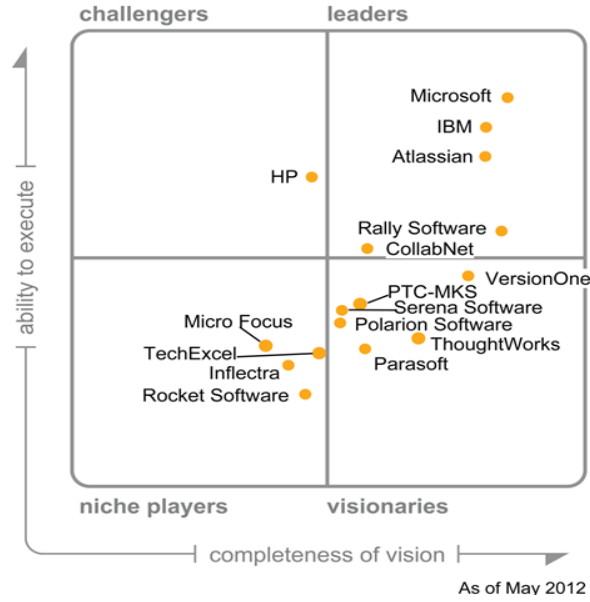 challengers
leaders
Microsoft
IBM
Atlassian
HP
Rally Software
CollabNet
VersionOne
PTC-MKS
Serena Software
Polarion Software
ThoughtWorks
Parasoft
Micro Focus
TechExcel
Inflectra
Rocket Software
niche players
visionaries
ability to execute
completeness of vision
As of May 2012